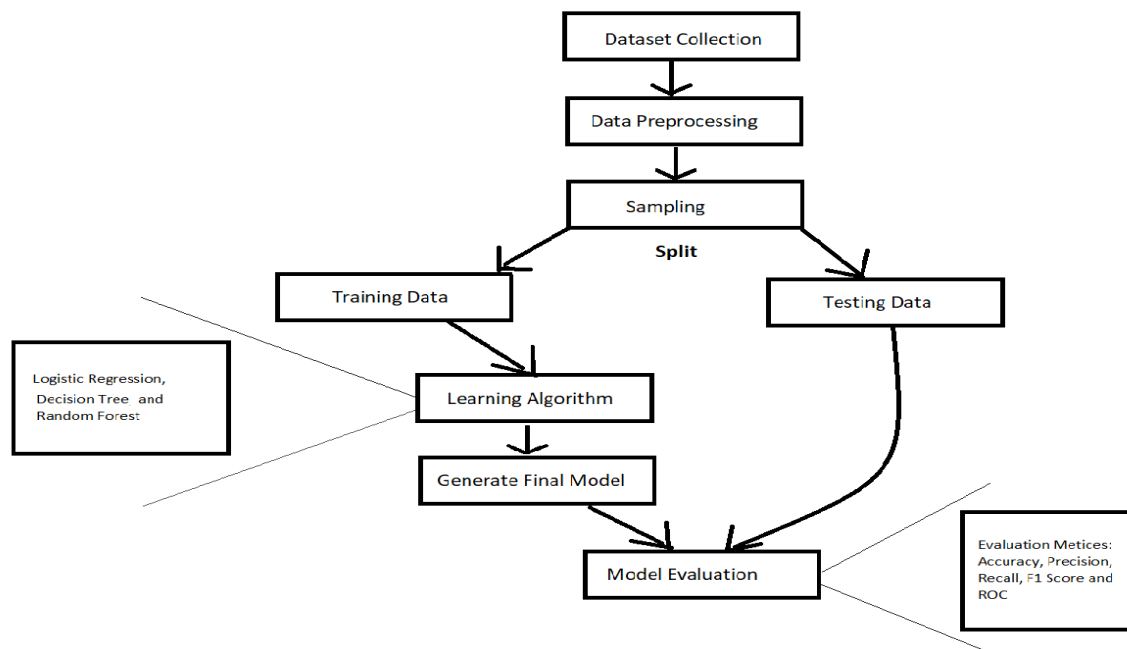 Dataset Collection
Data Preprocessing
Sampling
Split
Training Data
Testing Data
Logistic Regression,
Decision Tree and
Random Forest
Learning Algorithm
Generate Final Model
Model Evaluation
Evaluation Metices:
Accuracy, Precision,
Recall, F1 Score and
ROC